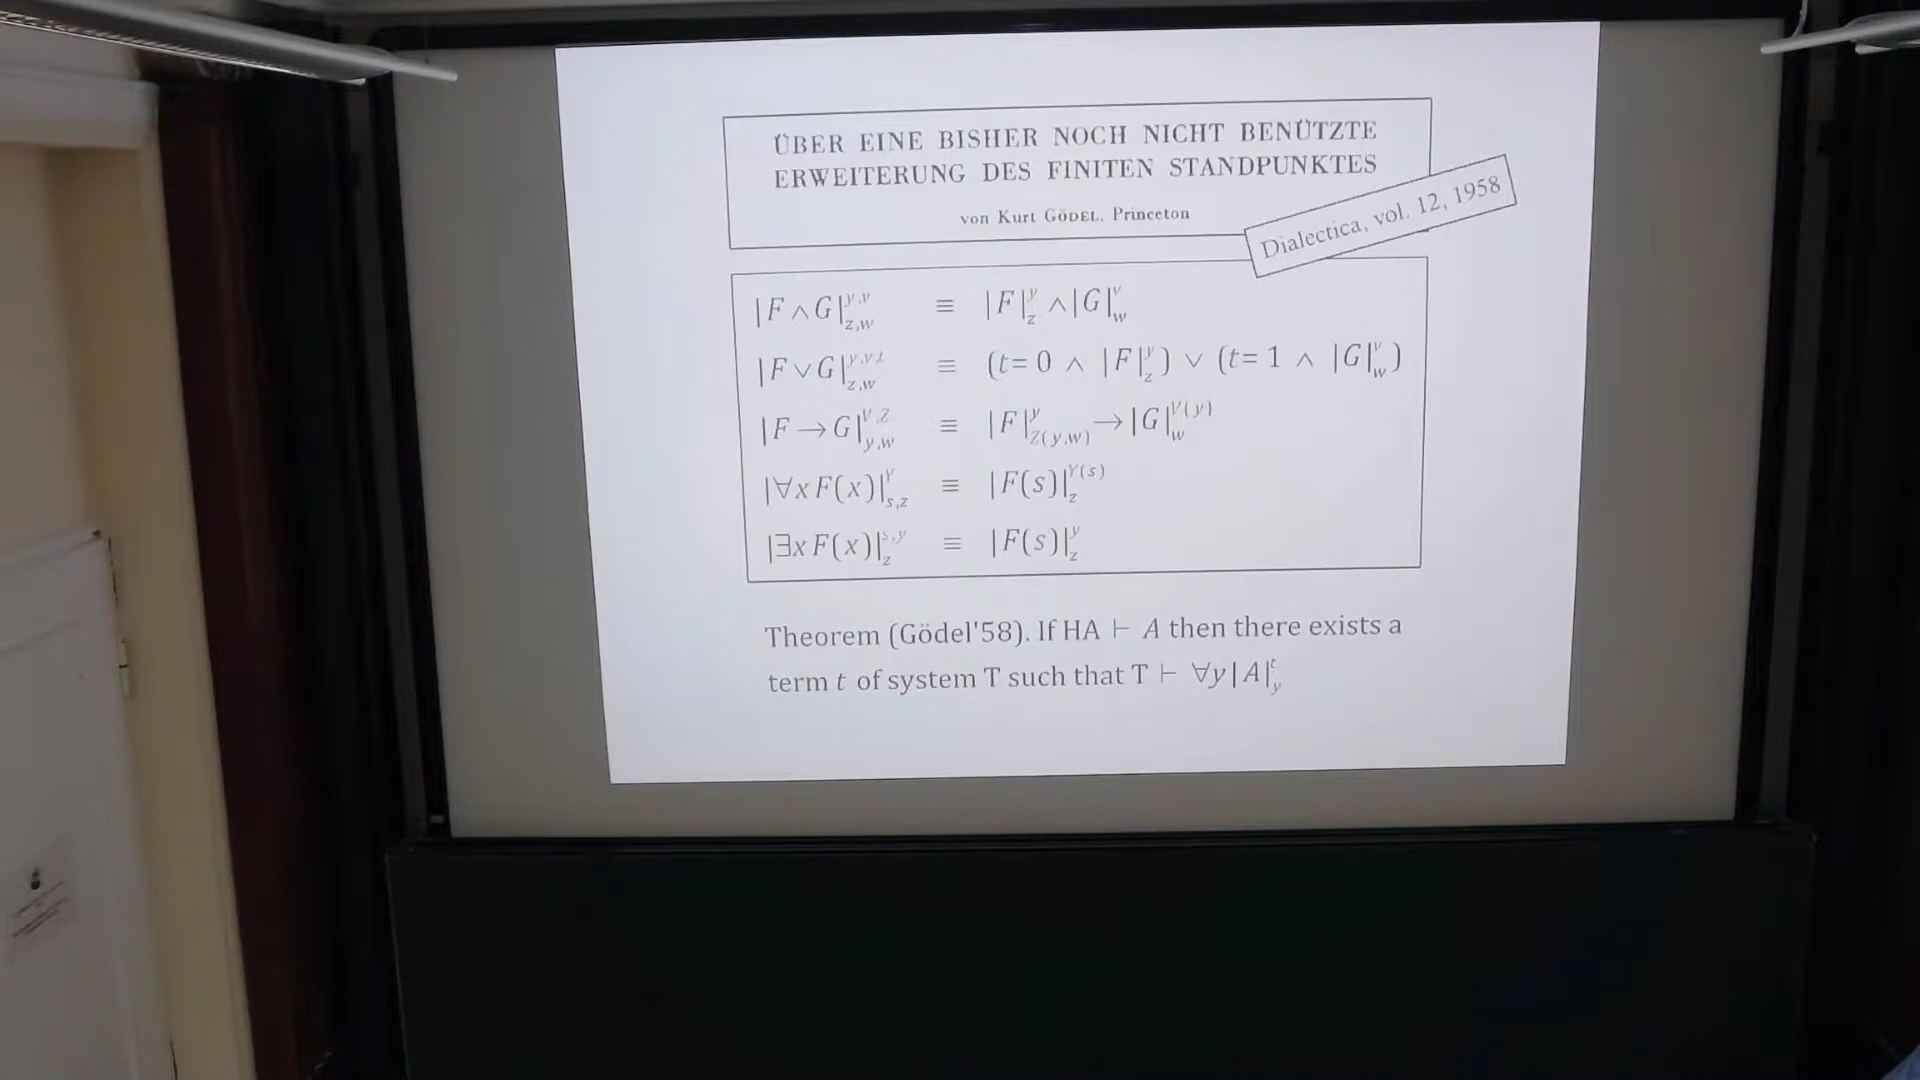 ÜBER EINE BISHER NOCH NICHT BENÜTZTE
ERWEITERUNG DES FINITEN STANDPUNKTES
von Kurt GÖDEL, Princeton
Dialectica, vol. 12, 1958
|F ∧ G|^{y,v}_{z,w} ≡ |F|^y_z ∧ |G|^v_w
|F ∨ G|^{y,v,t}_{z,w} ≡ (t= 0 ∧ |F|^y_z) ∨ (t= 1 ∧ |G|^v_w)
|F → G|^{V,Z}_{y,w} ≡ |F|^y_{Z(y,w)} → |G|^{V(y)}_w
|∀x F(x)|^Y_{s,z} ≡ |F(s)|^{Y(s)}_z
|∃x F(x)|^{s,y}_z ≡ |F(s)|^y_z
Theorem (Gödel'58). If HA ⊢ A then there exists a
term t of system T such that T ⊢ ∀y|A|^t_y